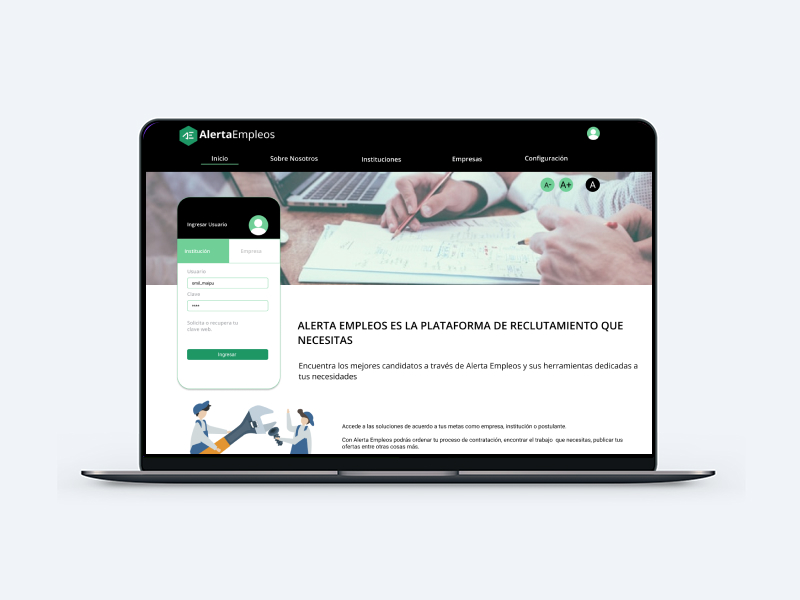 AlertaEmpleos
Inicio
Sobre Nosotros
Instituciones
Empresas
Configuración
A-
A+
A
Ingresar Usuario
Institución
Empresa
Usuario
omil.maipu
Clave
****
Solicita o recupera tu
clave web.
Ingresar
ALERTA EMPLEOS ES LA PLATAFORMA DE RECLUTAMIENTO QUE
NECESITAS
Encuentra los mejores candidatos a través de Alerta Empleos y sus herramientas dedicadas a
tus necesidades
Accede a las soluciones de acuerdo a tus metas como empresa, institución o postulante.
Con Alerta Empleos podrás ordenar tu proceso de contratación, encontrar el trabajo que necesitas, publicar tus
ofertas entre otras cosas más.